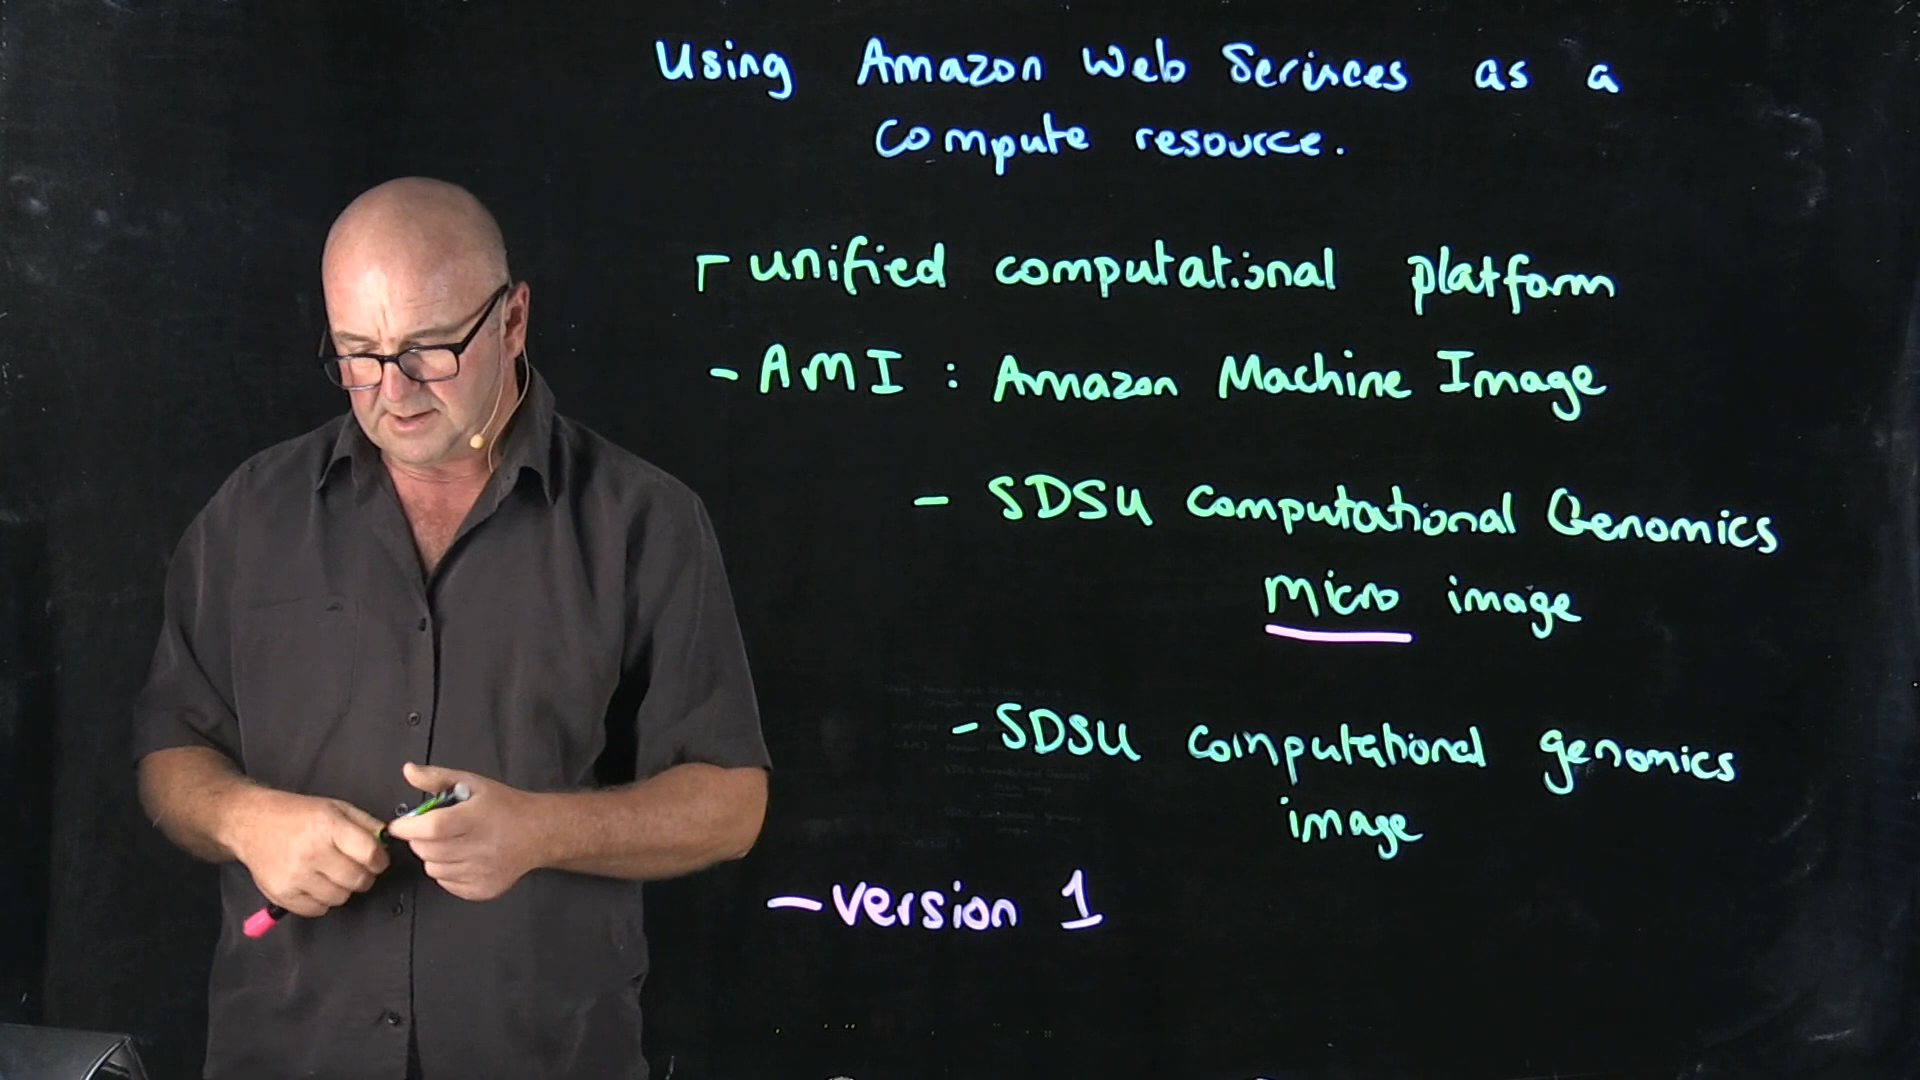 Using Amazon Web Services as a
compute resource.
- unified computational platform
- AMI : Amazon Machine Image
- SDSU Computational Genomics
micro image
- SDSU computational genomics
image
- version 1